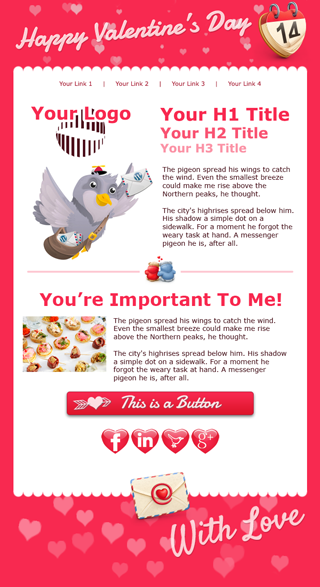 Happy Valentine's Day
14
Your Link 1 | Your Link 2 | Your Link 3 | Your Link 4
Your Logo
Your H1 Title
Your H2 Title
Your H3 Title
The pigeon spread his wings to catch
the wind. Even the smallest breeze
could make me rise above the
Northern peaks, he thought.
The city's highrises spread below him.
His shadow a simple dot on a
sidewalk. For a moment he forgot the
weary task at hand. A messenger
pigeon he is, after all.
You're Important To Me!
The pigeon spread his wings to catch the wind.
Even the smallest breeze could make me rise
above the Northern peaks, he thought.
The city's highrises spread below him. His shadow
a simple dot on a sidewalk. For a moment he
forgot the weary task at hand. A messenger
pigeon he is, after all.
This is a Button
f in g+
With Love